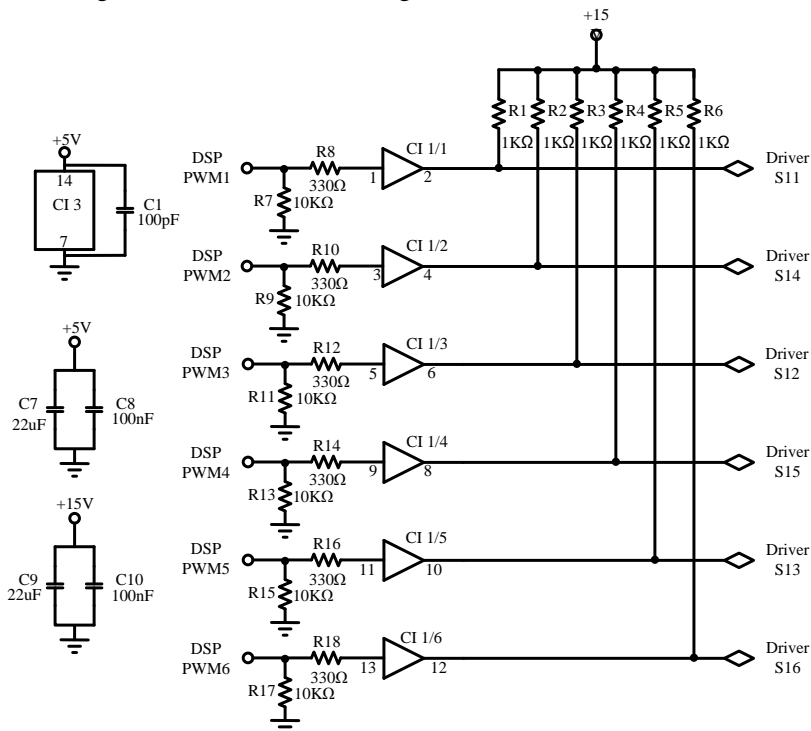 +15
R1 R2 R3 R4 R5 R6
1KΩ 1KΩ 1KΩ 1KΩ 1KΩ 1KΩ
+5V
14
CI 3
7
C1
100pF
DSP
PWM1
R8
330Ω
R7
10KΩ
CI 1/1
1
2
Driver
S11
DSP
PWM2
R10
330Ω
R9
10KΩ
CI 1/2
3
4
Driver
S14
+5V
C7
22uF
C8
100nF
DSP
PWM3
R12
330Ω
R11
10KΩ
CI 1/3
5
6
Driver
S12
DSP
PWM4
R14
330Ω
R13
10KΩ
CI 1/4
9
8
Driver
S15
+15V
C9
22uF
C10
100nF
DSP
PWM5
R16
330Ω
R15
10KΩ
CI 1/5
11
10
Driver
S13
DSP
PWM6
R18
330Ω
R17
10KΩ
CI 1/6
13
12
Driver
S16